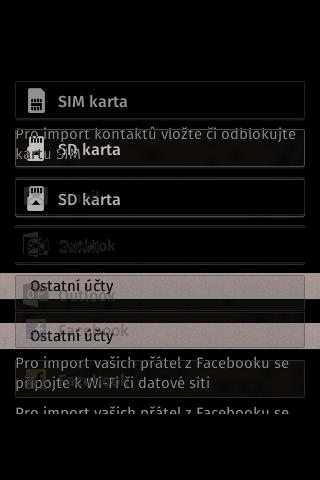 SIM karta
Pro import kontaktů vložte či odblokujte
kartu SIM
SD karta
SD karta
Outlook
Ostatní účty
Outlook
Facebook
Ostatní účty
Pro import vašich přátel z Facebooku se
připojte k Wi-Fi či datové síti
Pro import vašich přátel z Facebooku se